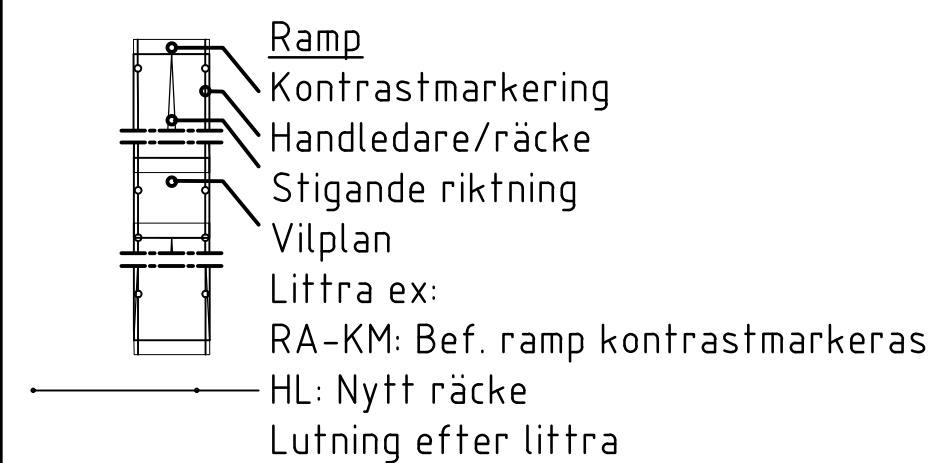 Ramp
Kontrastmarkering
Handledare/räcke
Stigande riktning
Vilplan
Littra ex:
RA-KM: Bef. ramp kontrastmarkeras
HL: Nytt räcke
Lutning efter littra